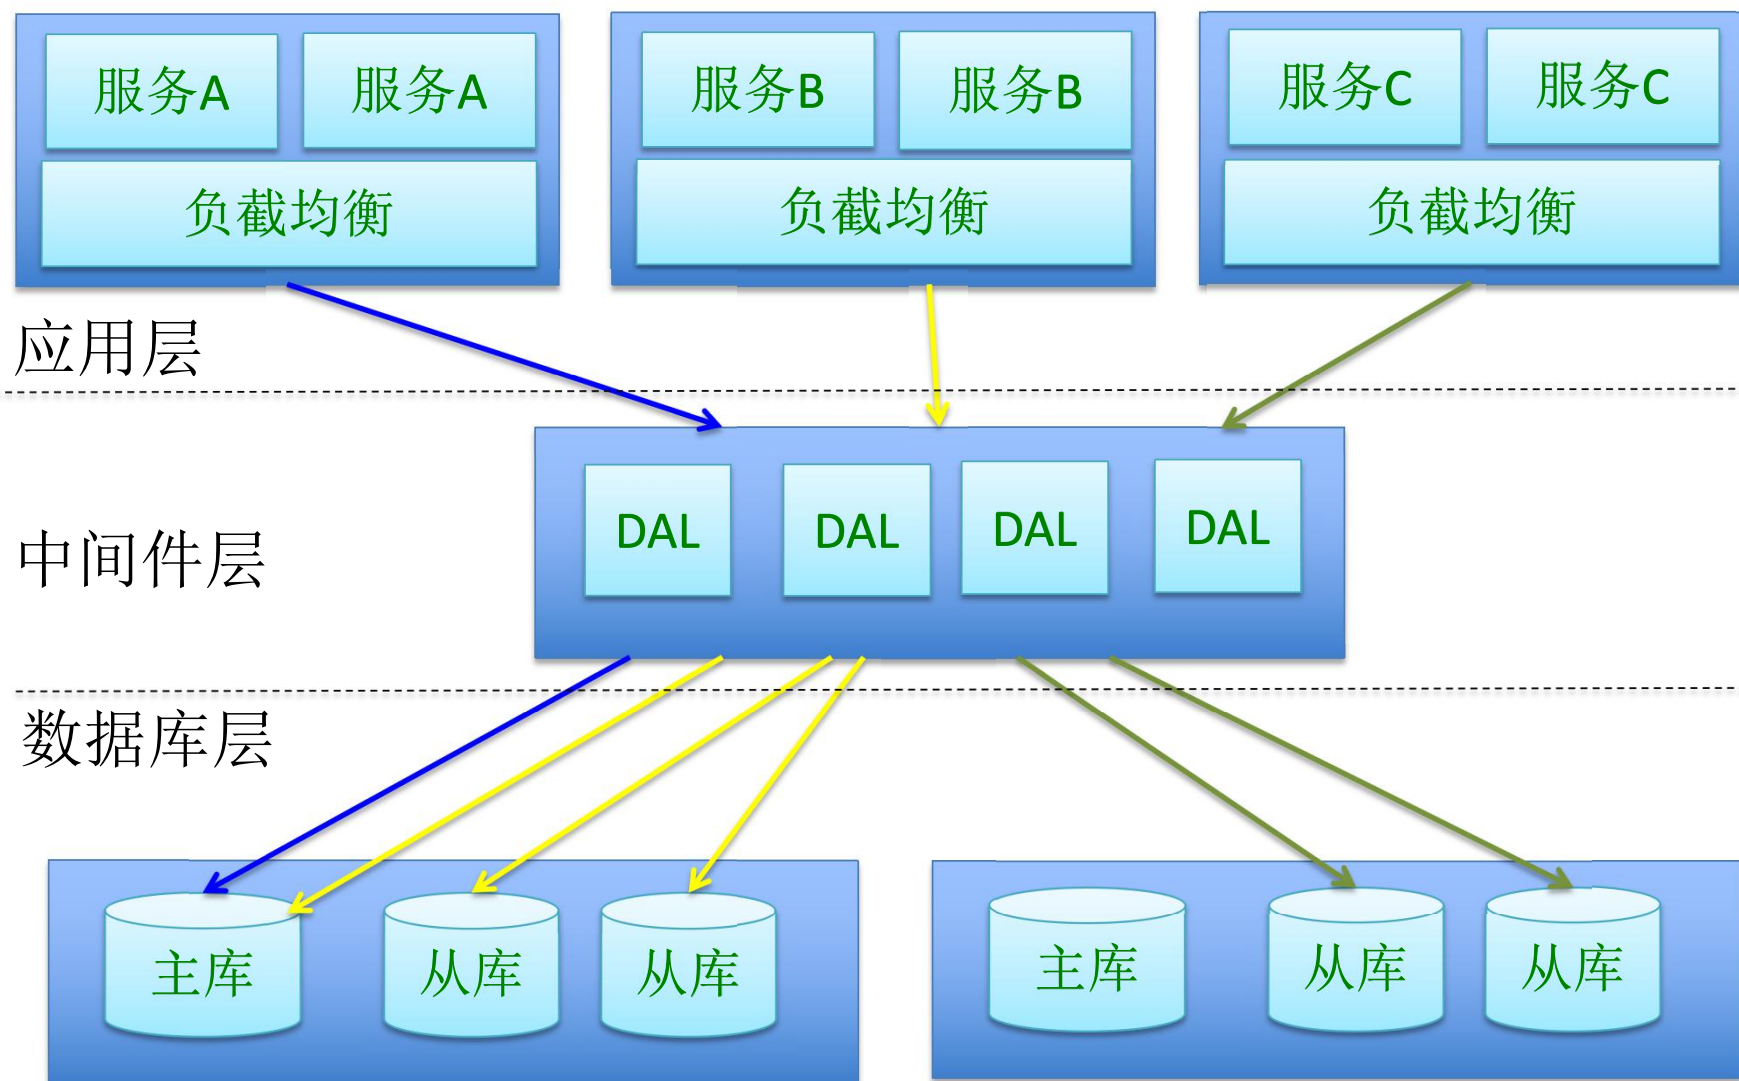 服务A
服务A
服务B
服务B
服务C
服务C
负截均衡
负截均衡
负截均衡
应用层
DAL
DAL
DAL
DAL
中间件层
数据库层
主库
从库
从库
主库
从库
从库